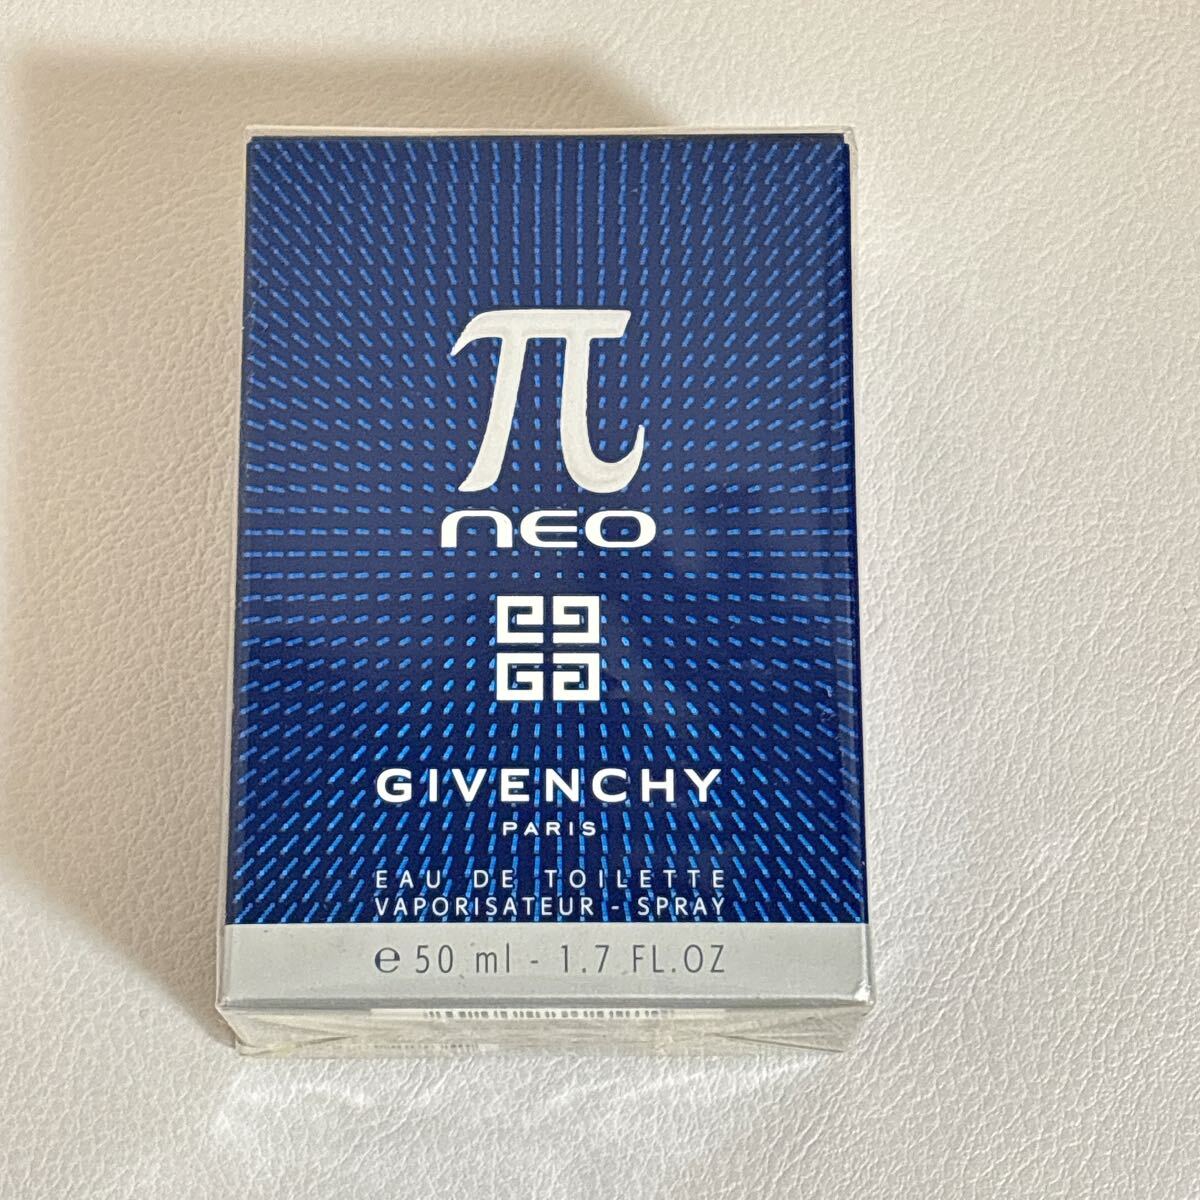 π
neo
GIVENCHY
PARIS
EAU DE TOILETTE
VAPORISATEUR - SPRAY
℮ 50 ml - 1.7 FL.OZ